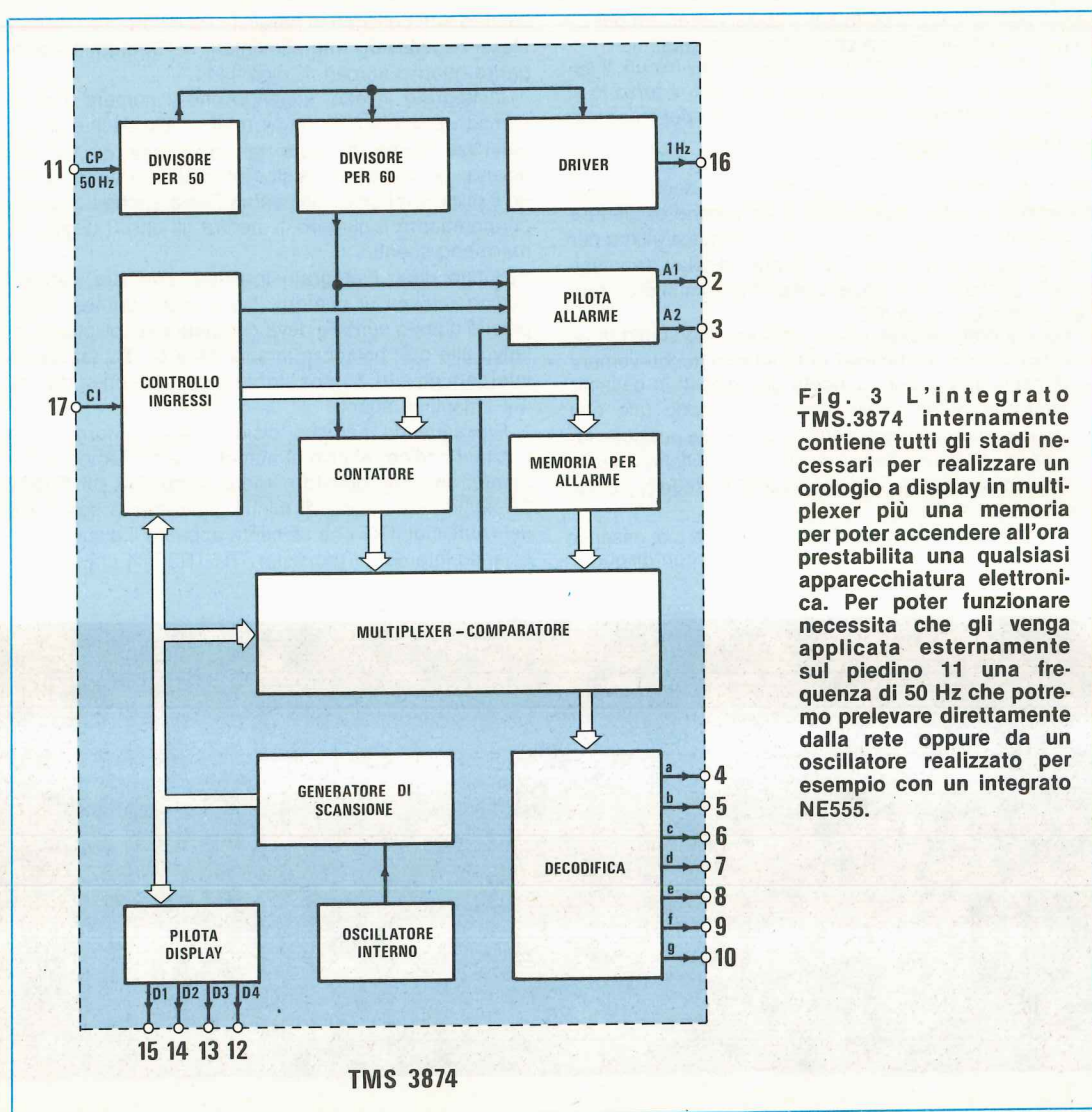 DIVISORE
PER 50
DIVISORE
PER 60
DRIVER
11
CP
50 Hz
1 Hz
16
CONTROLLO
INGRESSI
PILOTA
ALLARME
A1
2
A2
3
17
CI
CONTATORE
MEMORIA PER
ALLARME
MULTIPLEXER – COMPARATORE
GENERATORE DI
SCANSIONE
DECODIFICA
a
4
b
5
c
6
d
7
e
8
f
9
g
10
PILOTA
DISPLAY
OSCILLATORE
INTERNO
D1 D2 D3 D4
15 14 13 12
TMS 3874
Fig. 3 L'integrato
TMS.3874 internamente
contiene tutti gli stadi ne-
cessari per realizzare un
orologio a display in multi-
plexer più una memoria
per poter accendere all'ora
prestabilita una qualsiasi
apparecchiatura elettroni-
ca. Per poter funzionare
necessita che gli venga
applicata esternamente
sul piedino 11 una fre-
quenza di 50 Hz che potre-
mo prelevare direttamente
dalla rete oppure da un
oscillatore realizzato per
esempio con un integrato
NE555.